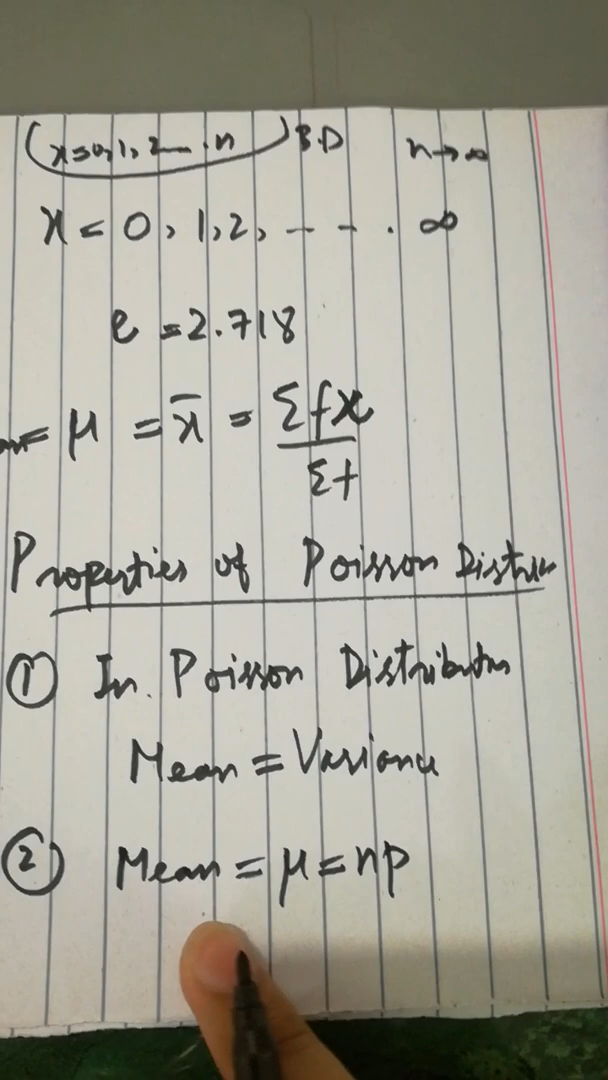 (x=0,1,2--..n) B.D n→∞
x = 0, 1, 2, - - - . ∞
e = 2.718
= μ = x̄ = Σfx / Σf
Properties of Poisson Distri
① In. Poisson Distribution
Mean = Variance
② Mean = μ = np